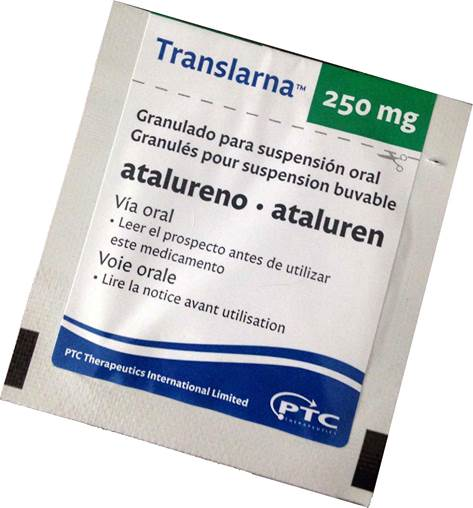 Translarna™
250 mg
Granulado para suspensión oral
Granulés pour suspension buvable
atalureno • ataluren
Vía oral
• Leer el prospecto antes de utilizar
este medicamento
Voie orale
• Lire la notice avant utilisation
PTC Therapeutics International Limited
PTC
THERAPEUTICS